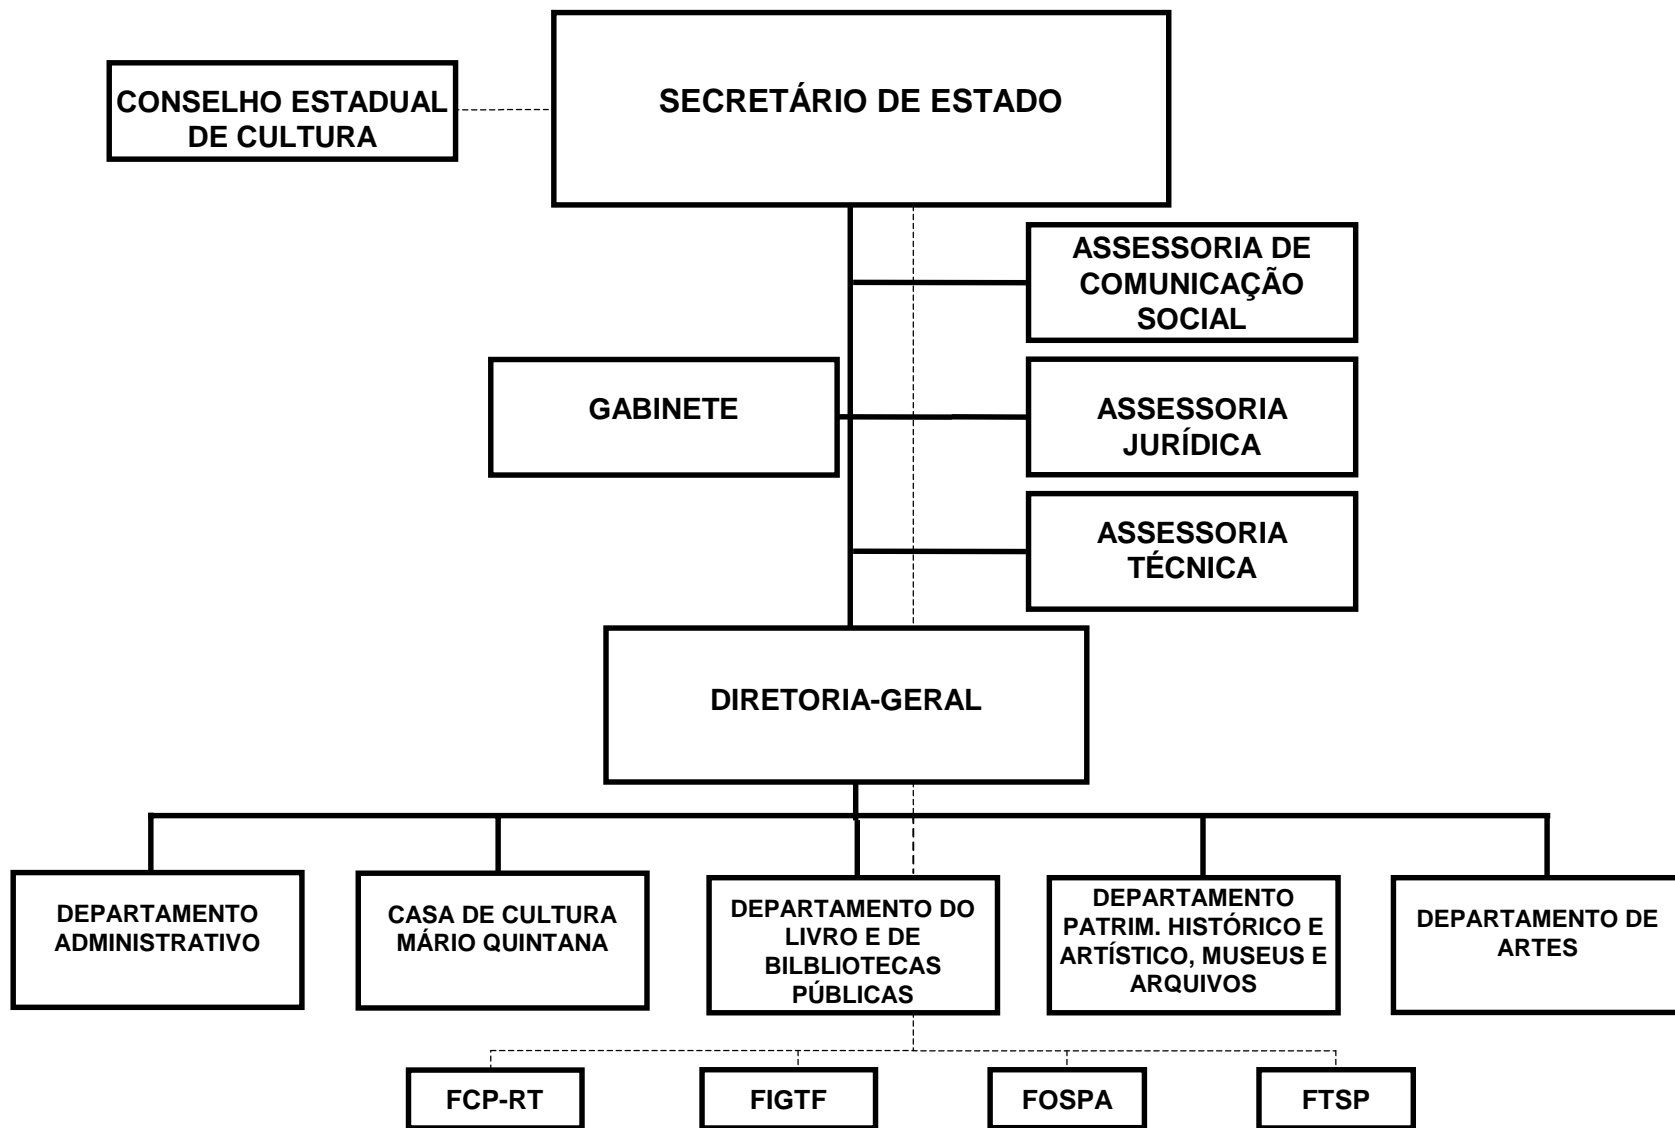 SECRETÁRIO DE ESTADO
CONSELHO ESTADUAL
DE CULTURA
ASSESSORIA DE
COMUNICAÇÃO
SOCIAL
GABINETE
ASSESSORIA
JURÍDICA
ASSESSORIA
TÉCNICA
DIRETORIA-GERAL
DEPARTAMENTO
ADMINISTRATIVO
CASA DE CULTURA
MÁRIO QUINTANA
DEPARTAMENTO DO
LIVRO E DE
BILBLIOTECAS
PÚBLICAS
DEPARTAMENTO
PATRIM. HISTÓRICO E
ARTÍSTICO, MUSEUS E
ARQUIVOS
DEPARTAMENTO DE
ARTES
FCP-RT
FIGTF
FOSPA
FTSP